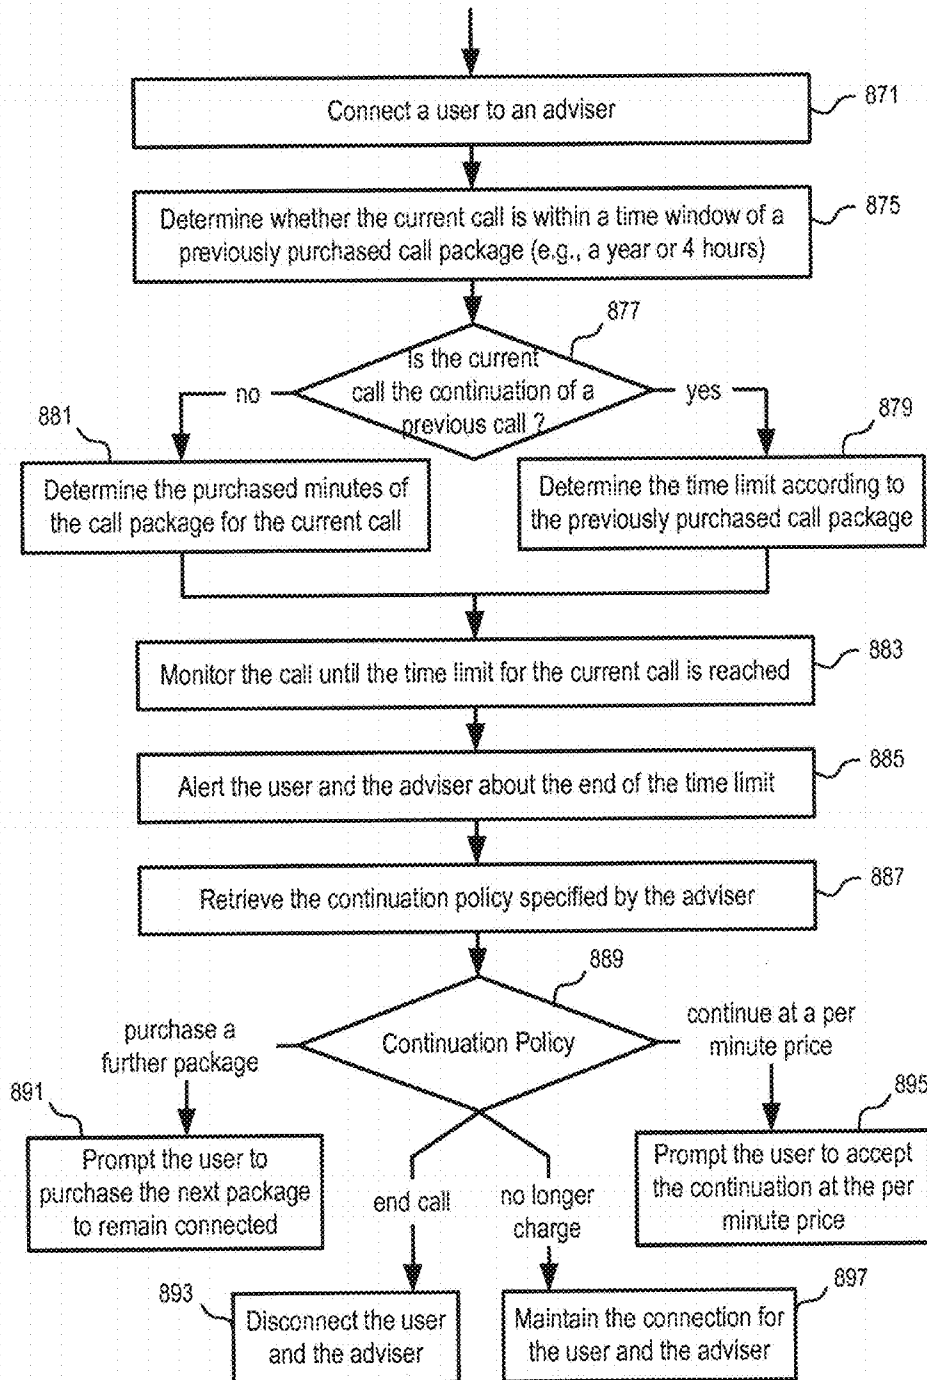 Connect a user to an adviser
871
Determine whether the current call is within a time window of a
previously purchased call package (e.g., a year or 4 hours)
875
877
Is the current
call the continuation of a
previous call ?
no
yes
881
879
Determine the purchased minutes of
the call package for the current call
Determine the time limit according to
the previously purchased call package
Monitor the call until the time limit for the current call is reached
883
Alert the user and the adviser about the end of the time limit
885
Retrieve the continuation policy specified by the adviser
887
889
Continuation Policy
purchase a
further package
continue at a per
minute price
891
895
Prompt the user to
purchase the next package
to remain connected
end call
no longer
charge
Prompt the user to accept
the continuation at the per
minute price
893
897
Disconnect the user
and the adviser
Maintain the connection for
the user and the adviser